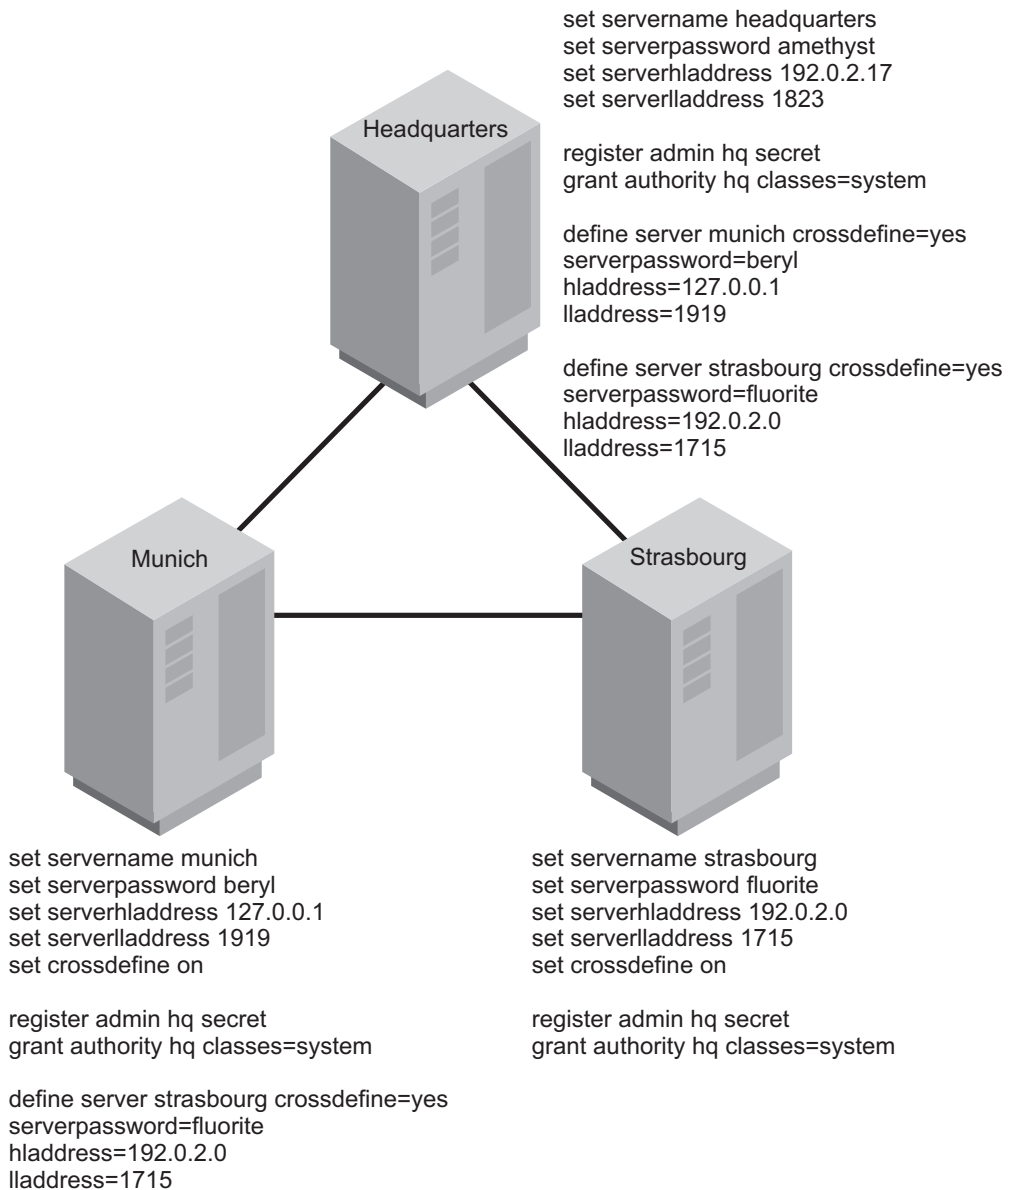 set servername headquarters
set serverpassword amethyst
set serverhladdress 192.0.2.17
set serverlladdress 1823
Headquarters
register admin hq secret
grant authority hq classes=system
define server munich crossdefine=yes
serverpassword=beryl
hladdress=127.0.0.1
lladdress=1919
define server strasbourg crossdefine=yes
serverpassword=fluorite
hladdress=192.0.2.0
lladdress=1715
Munich
Strasbourg
set servername munich
set serverpassword beryl
set serverhladdress 127.0.0.1
set serverlladdress 1919
set crossdefine on
register admin hq secret
grant authority hq classes=system
define server strasbourg crossdefine=yes
serverpassword=fluorite
hladdress=192.0.2.0
lladdress=1715
set servername strasbourg
set serverpassword fluorite
set serverhladdress 192.0.2.0
set serverlladdress 1715
set crossdefine on
register admin hq secret
grant authority hq classes=system